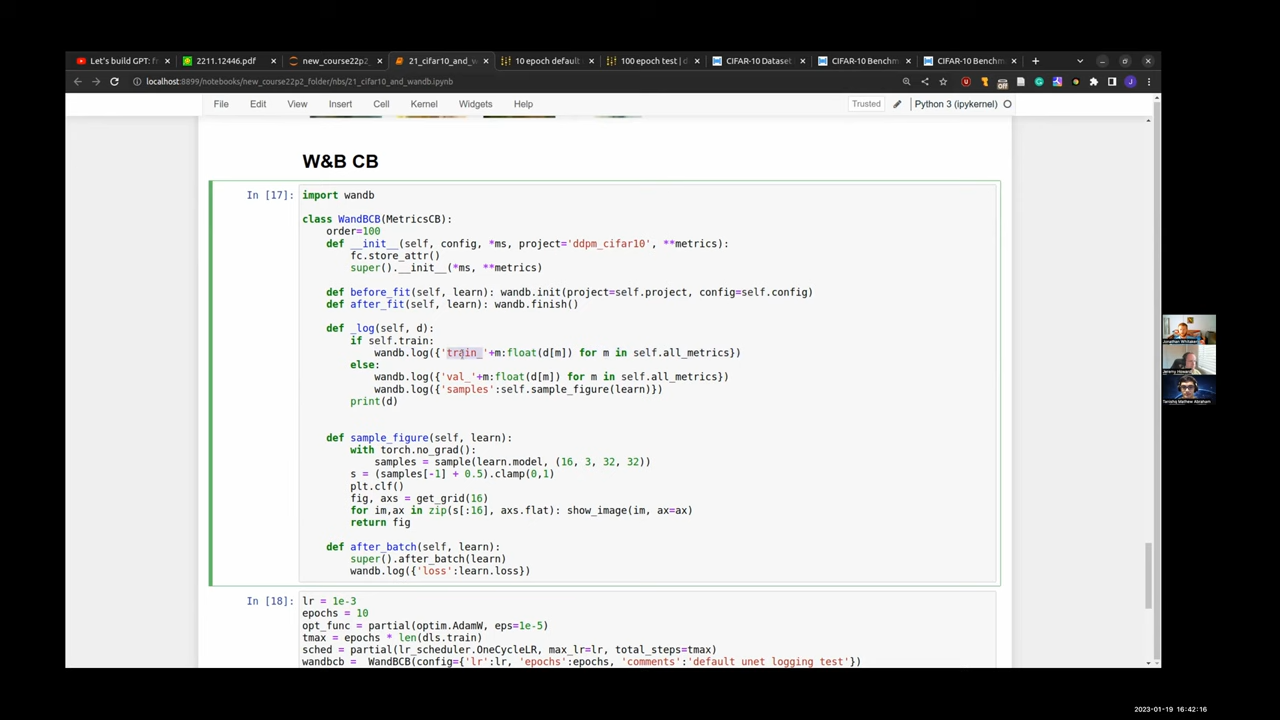 Let's build GPT: fr
2211.12446.pdf
new_course22p2_
21_cifar10_and_w
10 epoch default
100 epoch test | d
CIFAR-10 Dataset
CIFAR-10 Benchm
CIFAR-10 Benchm
localhost:8899/notebooks/new_course22p2_folder/nbs/21_cifar10_and_wandb.ipynb
File Edit View Insert Cell Kernel Widgets Help
Trusted
Python 3 (ipykernel)
W&B CB
In [17]:
import wandb
class WandBCB(MetricsCB):
order=100
def __init__(self, config, *ms, project='ddpm_cifar10', **metrics):
fc.store_attr()
super().__init__(*ms, **metrics)
def before_fit(self, learn): wandb.init(project=self.project, config=self.config)
def after_fit(self, learn): wandb.finish()
def _log(self, d):
if self.train:
wandb.log({'train_'+m:float(d[m]) for m in self.all_metrics})
else:
wandb.log({'val_'+m:float(d[m]) for m in self.all_metrics})
wandb.log({'samples':self.sample_figure(learn)})
print(d)
def sample_figure(self, learn):
with torch.no_grad():
samples = sample(learn.model, (16, 3, 32, 32))
s = (samples[-1] + 0.5).clamp(0,1)
plt.clf()
fig, axs = get_grid(16)
for im,ax in zip(s[:16], axs.flat): show_image(im, ax=ax)
return fig
def after_batch(self, learn):
super().after_batch(learn)
wandb.log({'loss':learn.loss})
In [18]:
lr = 1e-3
epochs = 10
opt_func = partial(optim.AdamW, eps=1e-5)
tmax = epochs * len(dls.train)
sched = partial(lr_scheduler.OneCycleLR, max_lr=lr, total_steps=tmax)
wandbcb = WandBCB(config={'lr':lr, 'epochs':epochs, 'comments':'default unet logging test'})
Jonathan Whitaker
Jeremy Howard
Tanishq Mathew Abraham
2023-01-19 16:42:16